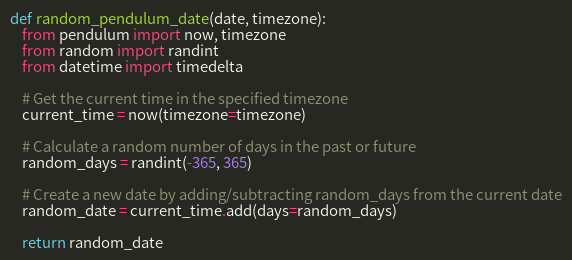 def random_pendulum_date(date, timezone):
    from pendulum import now, timezone
    from random import randint
    from datetime import timedelta

    # Get the current time in the specified timezone
    current_time = now(timezone=timezone)

    # Calculate a random number of days in the past or future
    random_days = randint(-365, 365)

    # Create a new date by adding/subtracting random_days from the current date
    random_date = current_time.add(days=random_days)

    return random_date